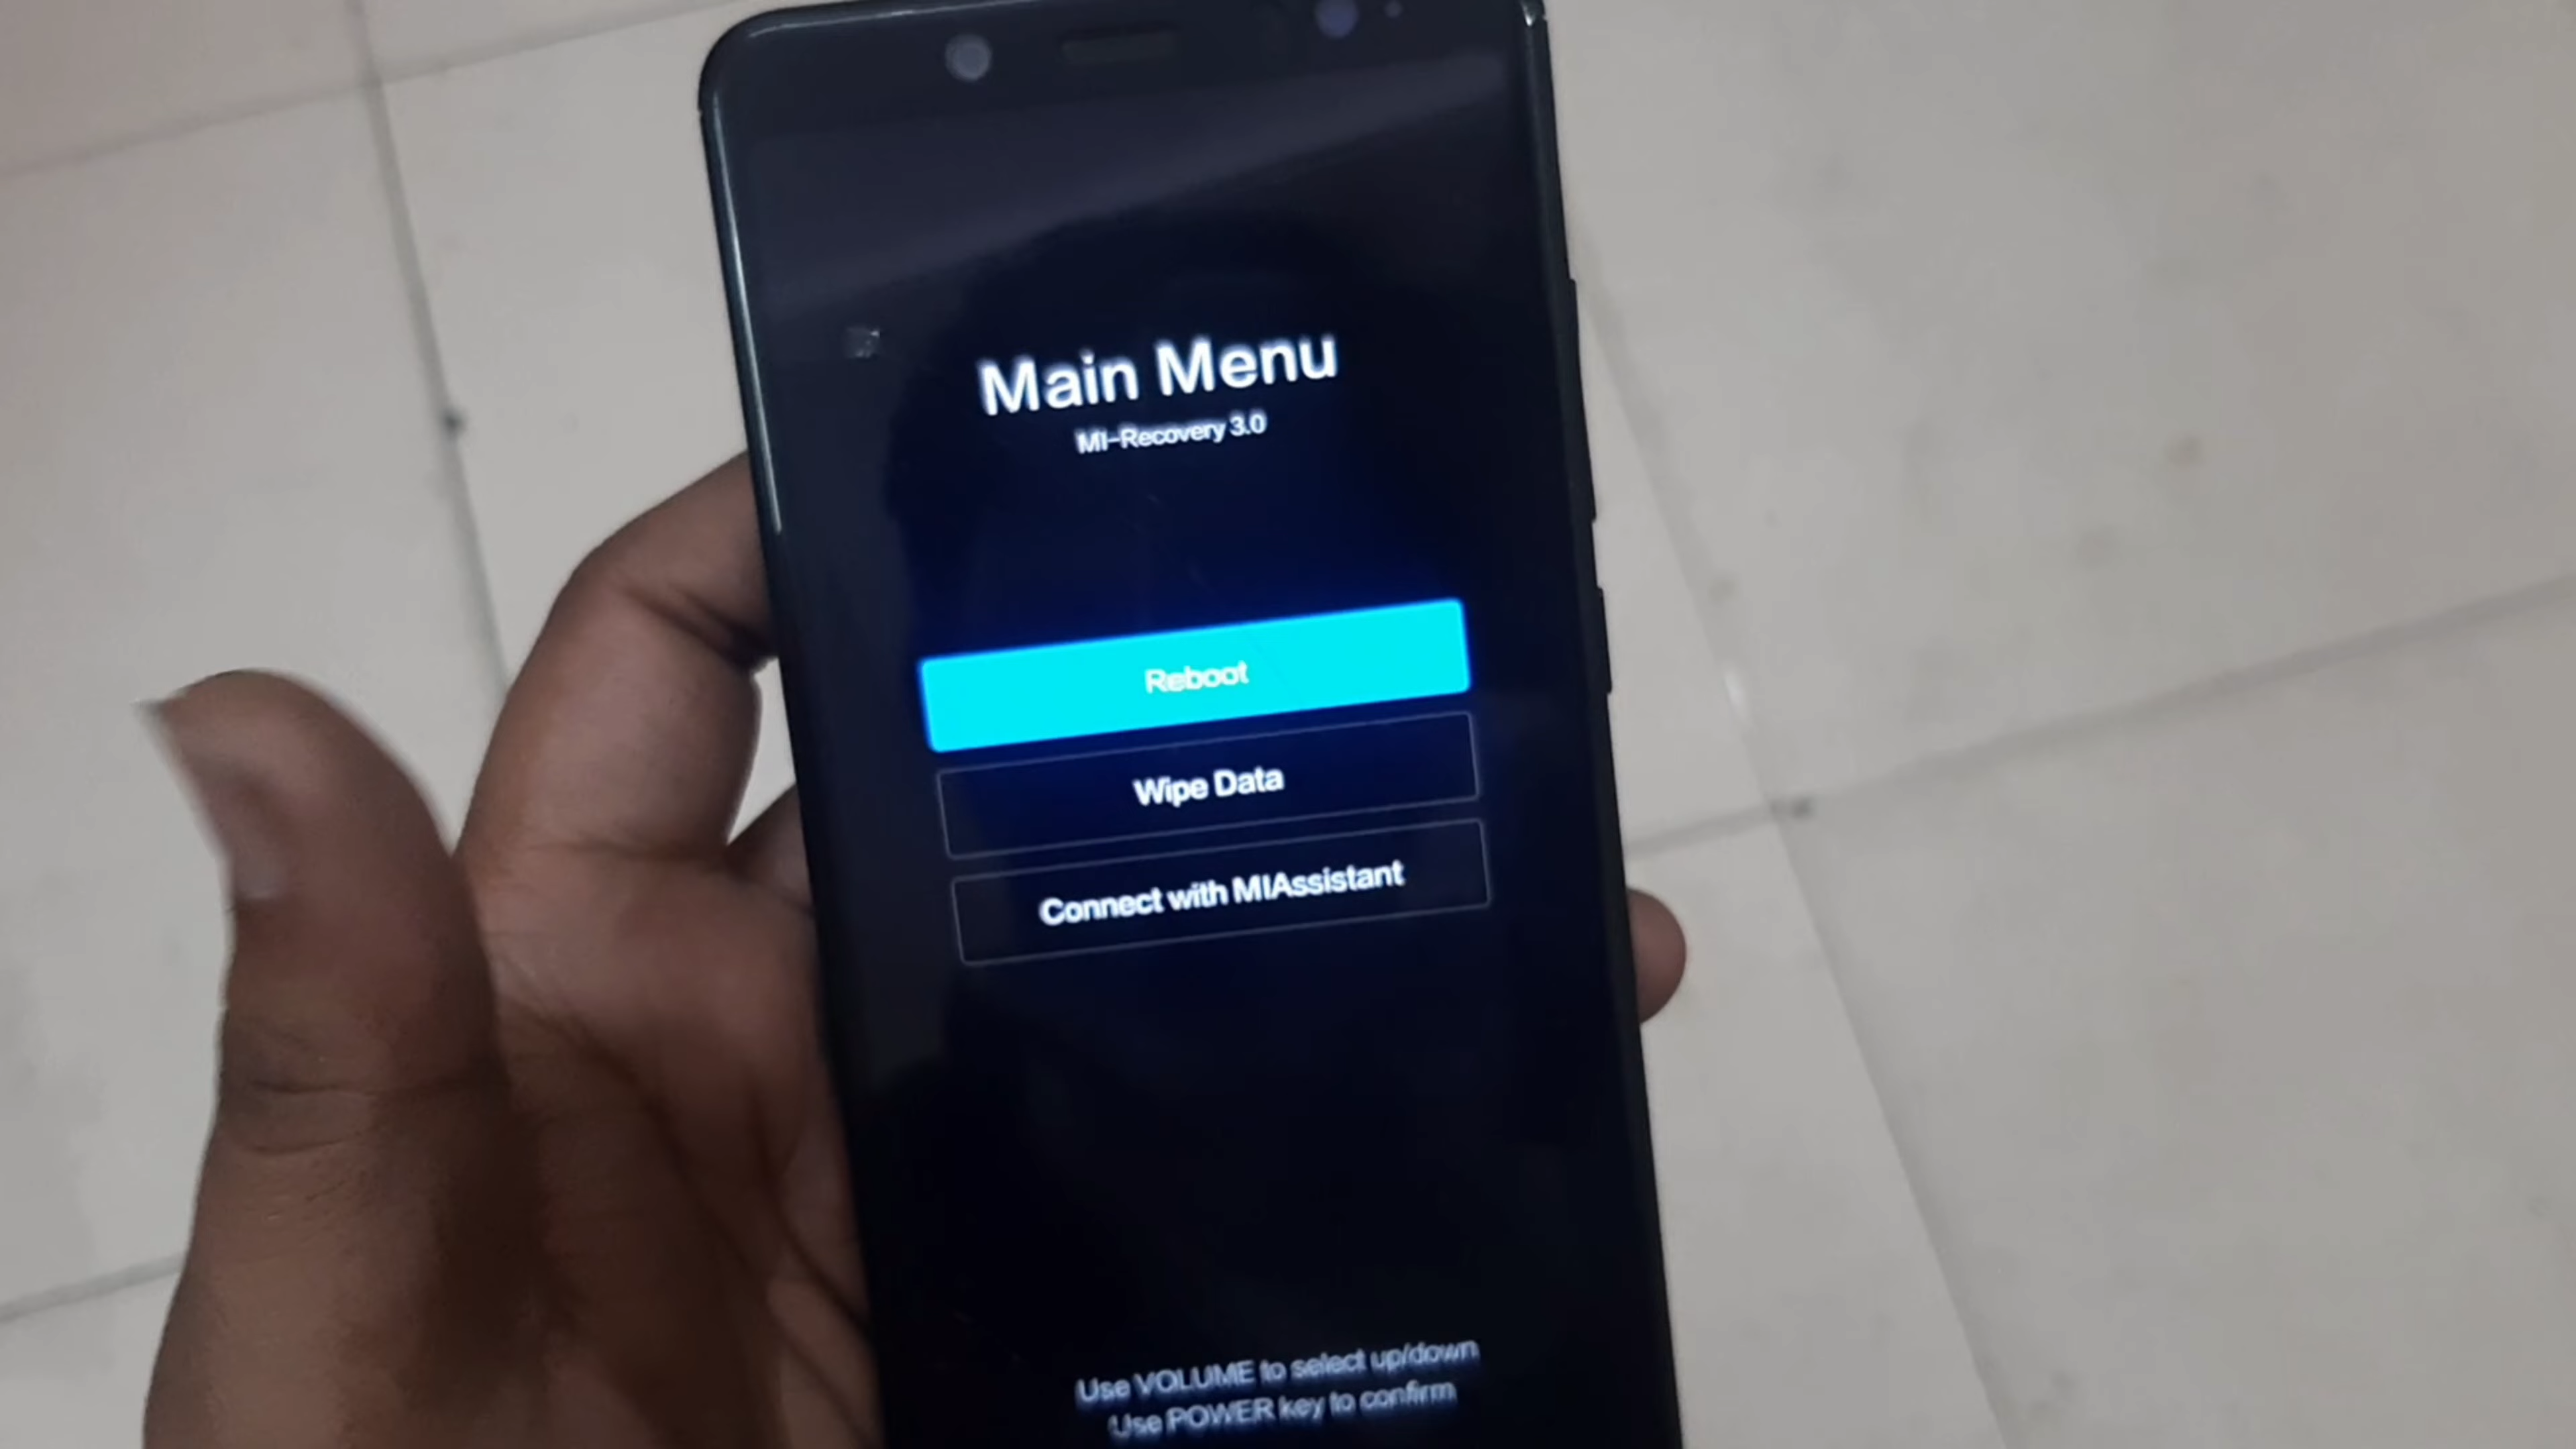 Main Menu
MI-Recovery 3.0
Reboot
Wipe Data
Connect with MIAssistant
Use VOLUME to select up/down
Use POWER key to confirm